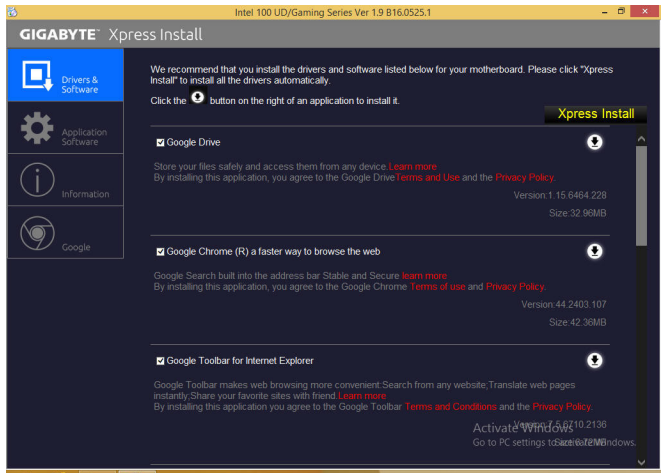 Intel 100 UD/Gaming Series Ver 1.9 B16.0525.1
GIGABYTE™ Xpress Install
Drivers &
Software
Application
Software
Information
Google
We recommend that you install the drivers and software listed below for your motherboard. Please click "Xpress
Install" to install all the drivers automatically.
Click the button on the right of an application to install it.
Xpress Install
Google Drive
Store your files safely and access them from any device.Learn more
By installing this application, you agree to the Google DriveTerms and Use and the Privacy Policy.
Version:1.15.6464.228
Size:32.96MB
Google Chrome (R) a faster way to browse the web
Google Search built into the address bar Stable and Secure learn more
By installing this application, you agree to the Google Chrome Terms of use and Privacy Policy.
Version:44.2403.107
Size:42.36MB
Google Toolbar for Internet Explorer
Google Toolbar makes web browsing more convenient:Search from any website;Translate web pages
instantly;Share your favorite sites with friend.Learn more
By installing this application you agree to the Google Toolbar Terms and Conditions and the Privacy Policy.
Activate Windows
Go to PC settings to activate Windows.